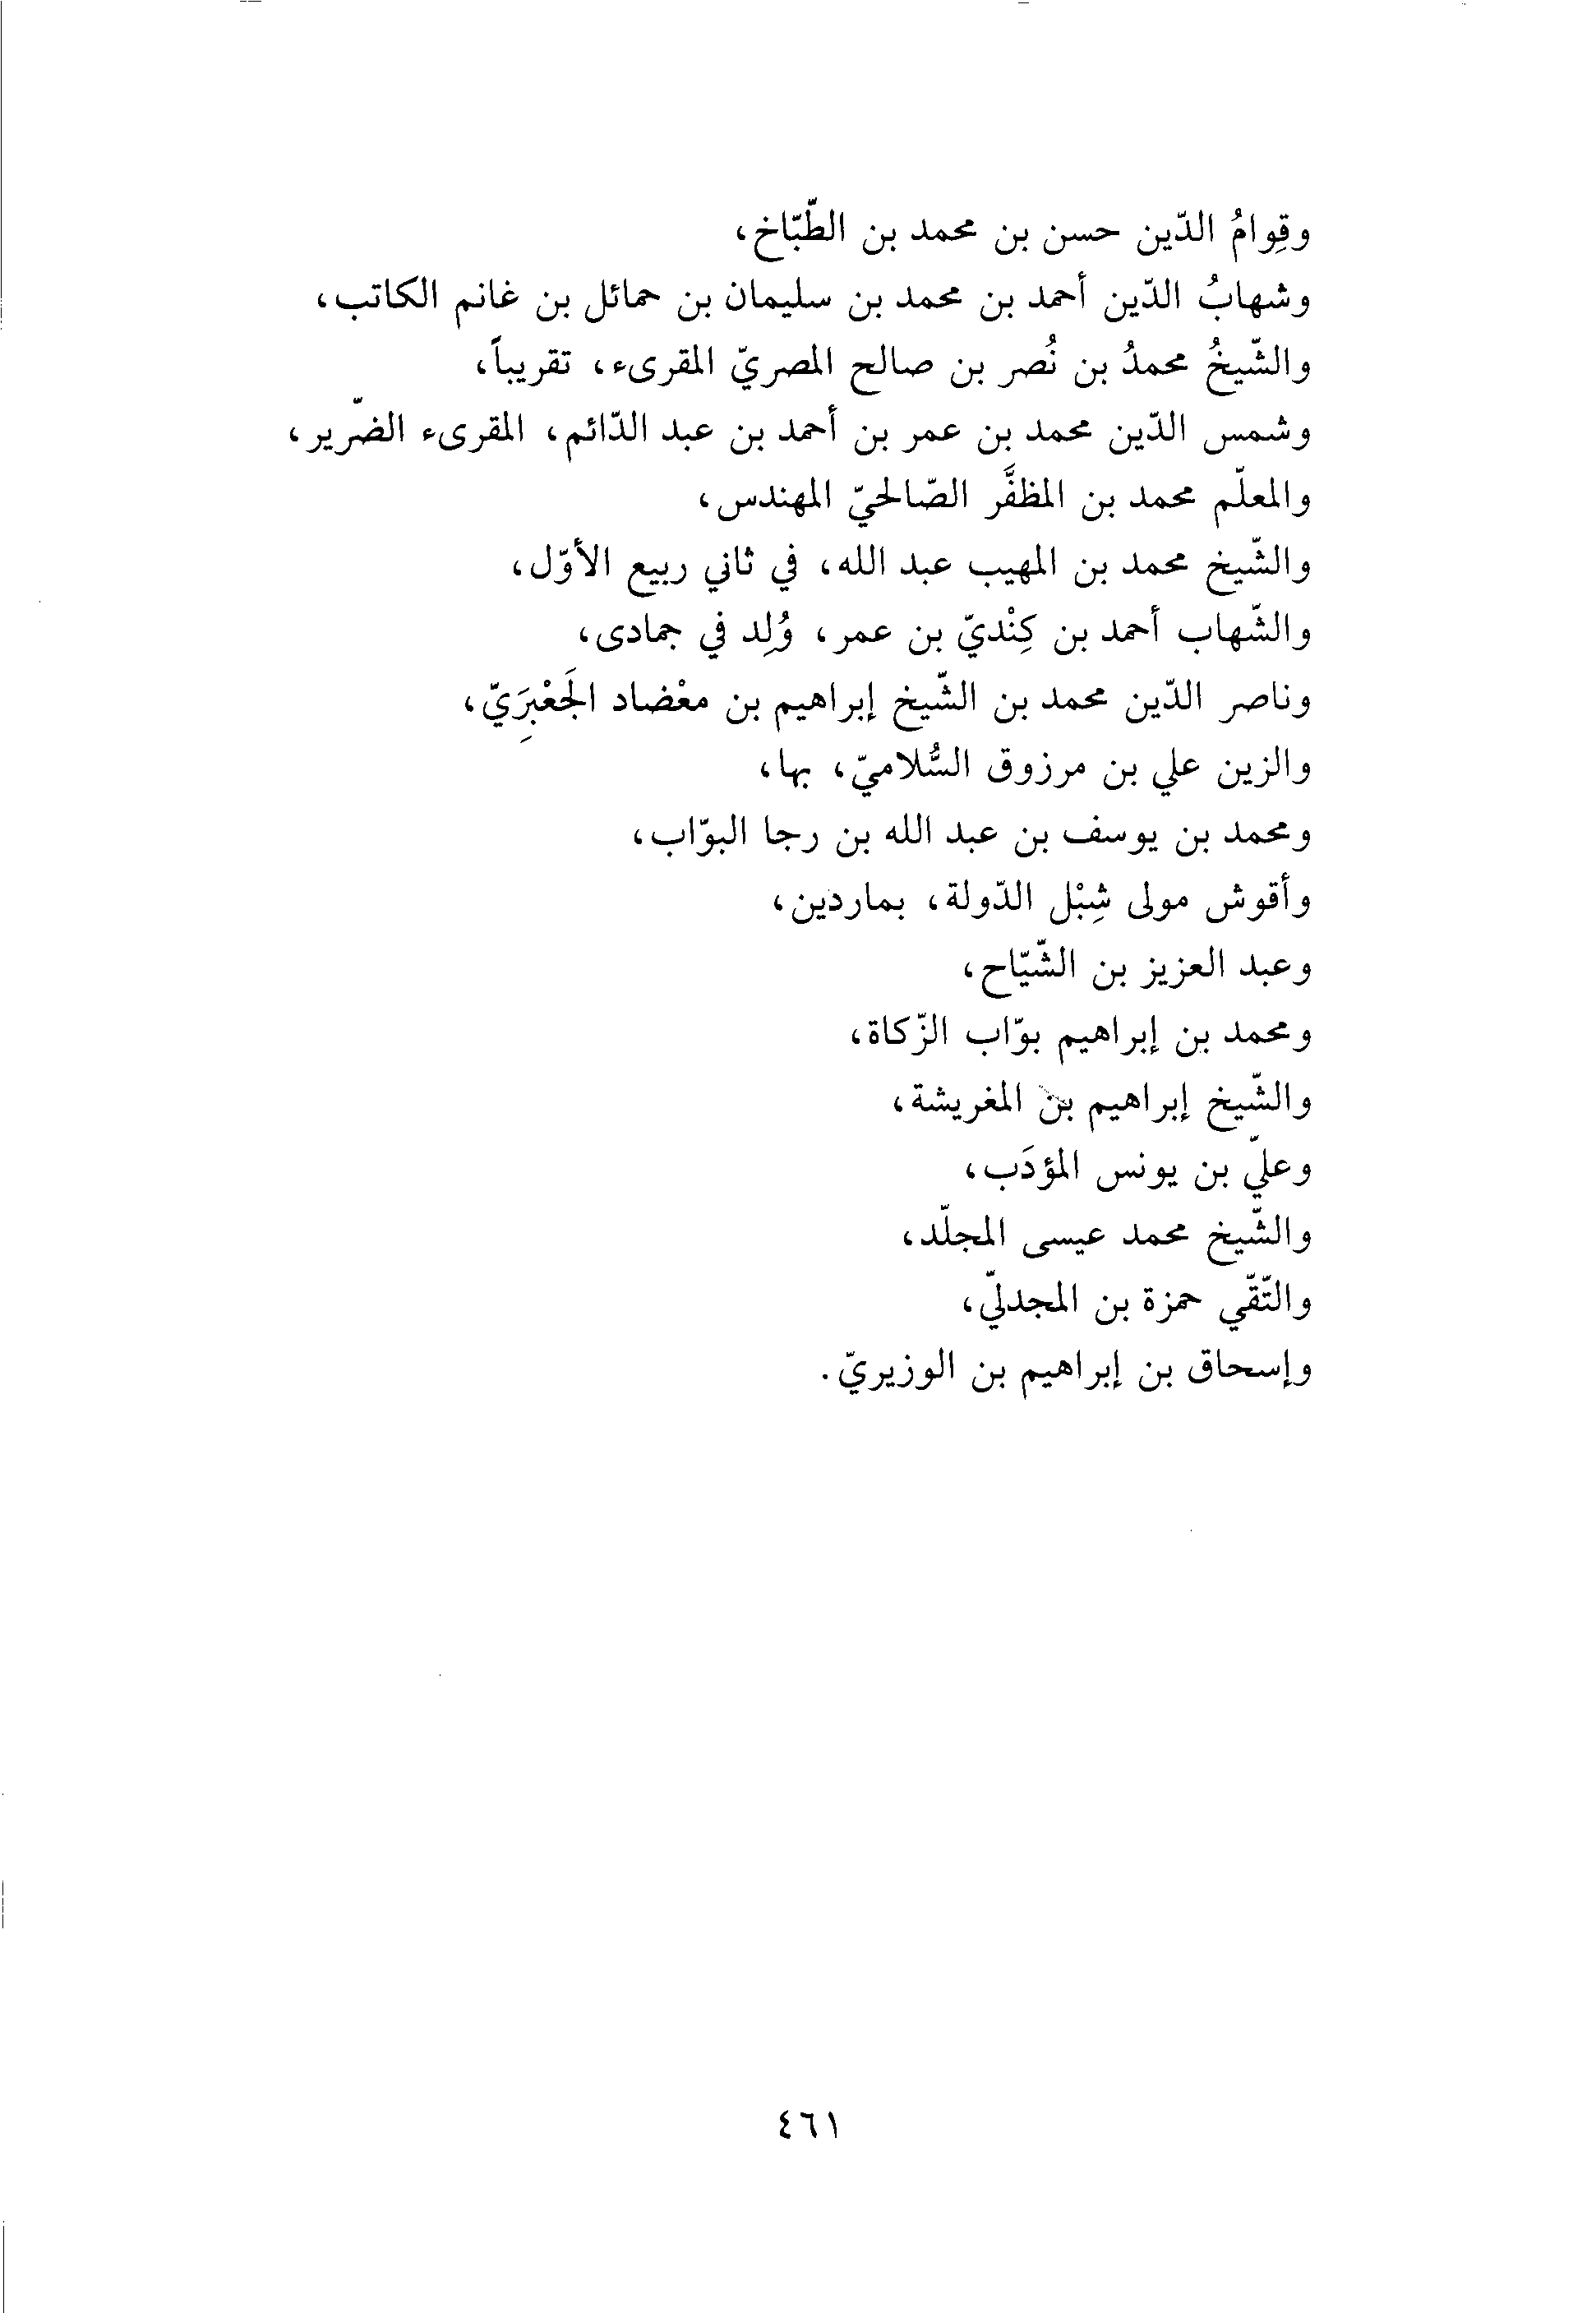 وقِوامُ الدّين حسن بن محمد بن الطّبّاخ،
وشهابُ الدّين أحمد بن محمد بن سليمان بن حمائل بن غانم الكاتب،
والشّيخُ محمدُ بن نُصر بن صالح المصريّ المقرىء، تقريباً،
وشمس الدّين محمد بن عمر بن أحمد بن عبد الدّائم، المقرىء الضّرير،
والمعلّم محمد بن المظفَّر الصّالحيّ المهندس،
والشّيخ محمد بن المهيب عبد الله، في ثاني ربيع الأوّل،
والشّهاب أحمد بن كِنْديّ بن عمر، وُلِد في جمادى،
وناصر الدّين محمد بن الشّيخ إبراهيم بن معْضاد الجَعْبَرِيّ،
والزين علي بن مرزوق السُّلاميّ، بها،
ومحمد بن يوسف بن عبد الله بن رجا البوّاب،
وأقوش مولى شِبْل الدّولة، بماردين،
وعبد العزيز بن الشّيّاح،
ومحمد بن إبراهيم بوّاب الزّكاة،
والشّيخ إبراهيم بن المغريشة،
وعليّ بن يونس المؤدَب،
والشّيخ محمد عيسى المجلّد،
والتّقّي حمزة بن المجدليّ،
وإسحاق بن إبراهيم بن الوزيريّ.
٤٦١